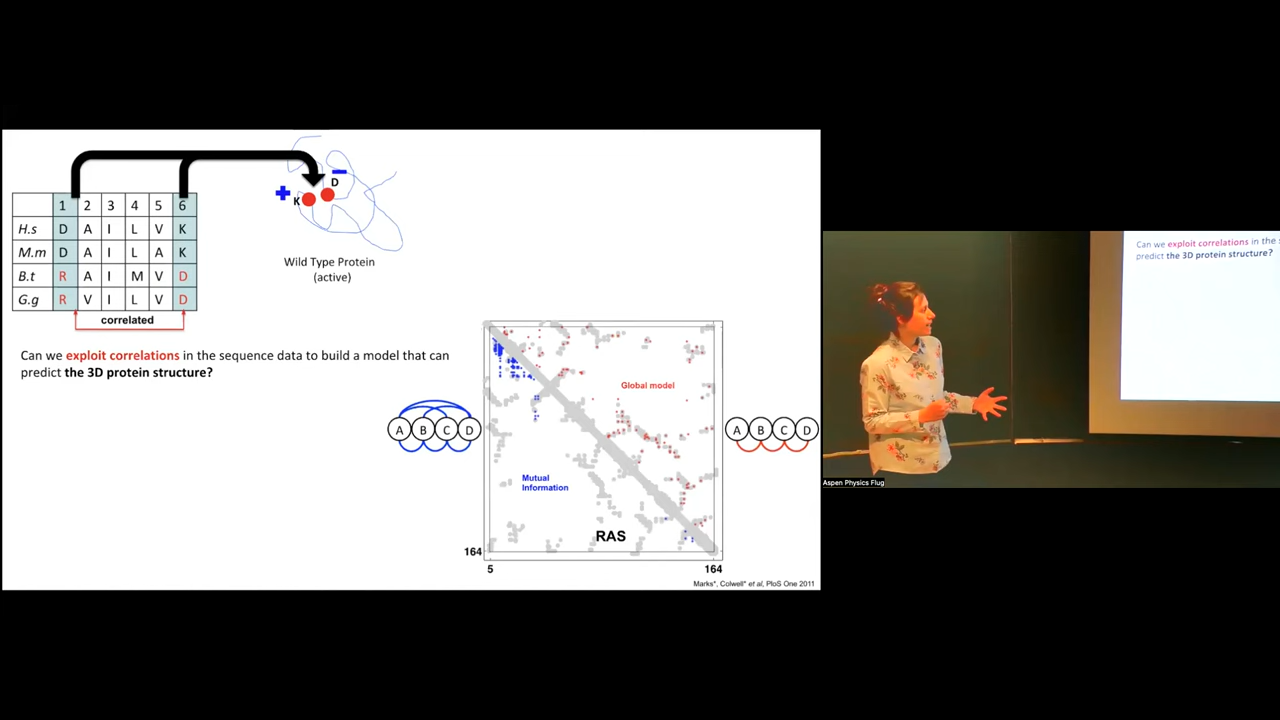 1 2 3 4 5 6
H.s D A I L V K
M.m D A I L A K
B.t R A I M V D
G.g R V I L V D
correlated
+
K
D
Wild Type Protein
(active)
Can we exploit correlations in the sequence data to build a model that can
predict the 3D protein structure?
A B C D
Global model
Mutual
Information
RAS
164
5 164
A B C D
Marks*, Colwell* et al, PloS One 2011
Can we exploit correlations in the s
predict the 3D protein structure?
Aspen Physics Flug